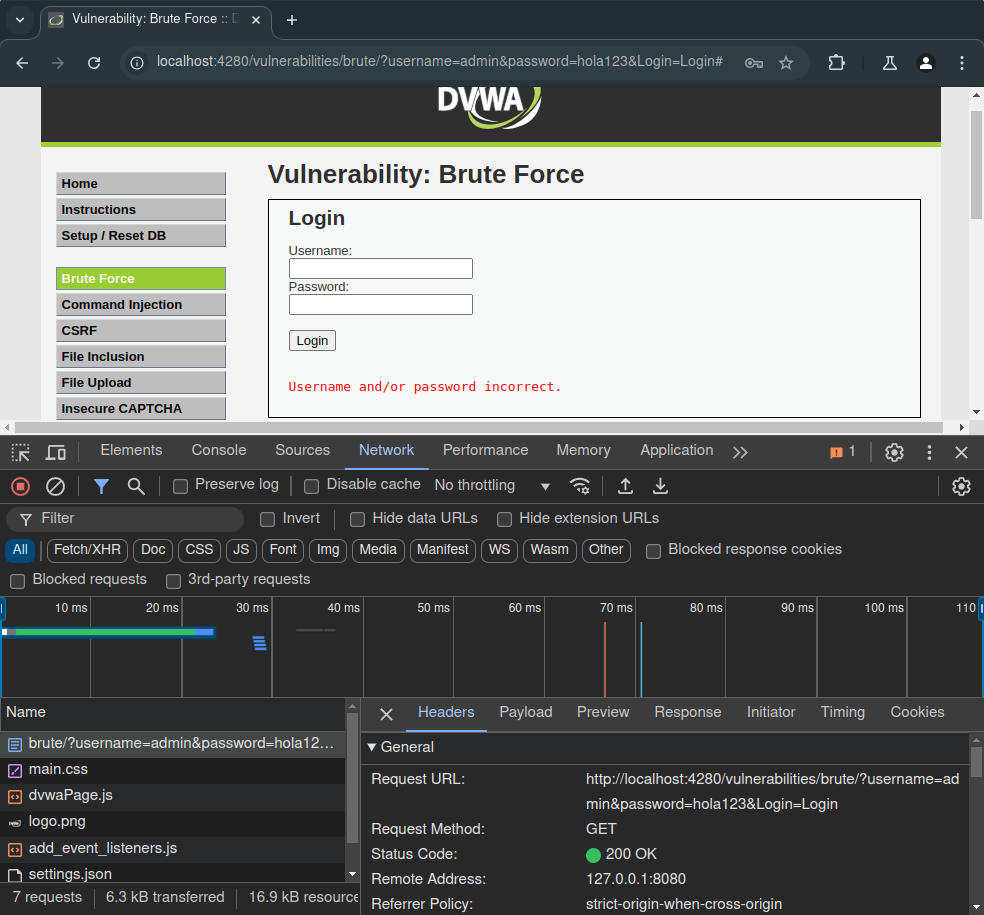 Vulnerability: Brute Force :: D
localhost:4280/vulnerabilities/brute/?username=admin&password=hola123&Login=Login#
DVWA
Home
Instructions
Setup / Reset DB
Brute Force
Command Injection
CSRF
File Inclusion
File Upload
Insecure CAPTCHA
Vulnerability: Brute Force
Login
Username:
Password:
Login
Username and/or password incorrect.
Elements Console Sources Network Performance Memory Application 1
Preserve log Disable cache No throttling
Filter Invert Hide data URLs Hide extension URLs
All Fetch/XHR Doc CSS JS Font Img Media Manifest WS Wasm Other Blocked response cookies
Blocked requests 3rd-party requests
10 ms 20 ms 30 ms 40 ms 50 ms 60 ms 70 ms 80 ms 90 ms 100 ms 110
Name
brute/?username=admin&password=hola12…
main.css
dvwaPage.js
logo.png
add_event_listeners.js
settings.json
7 requests 6.3 kB transferred 16.9 kB resource
Headers Payload Preview Response Initiator Timing Cookies
General
Request URL: http://localhost:4280/vulnerabilities/brute/?username=ad
min&password=hola123&Login=Login
Request Method: GET
Status Code: 200 OK
Remote Address: 127.0.0.1:8080
Referrer Policy: strict-origin-when-cross-origin